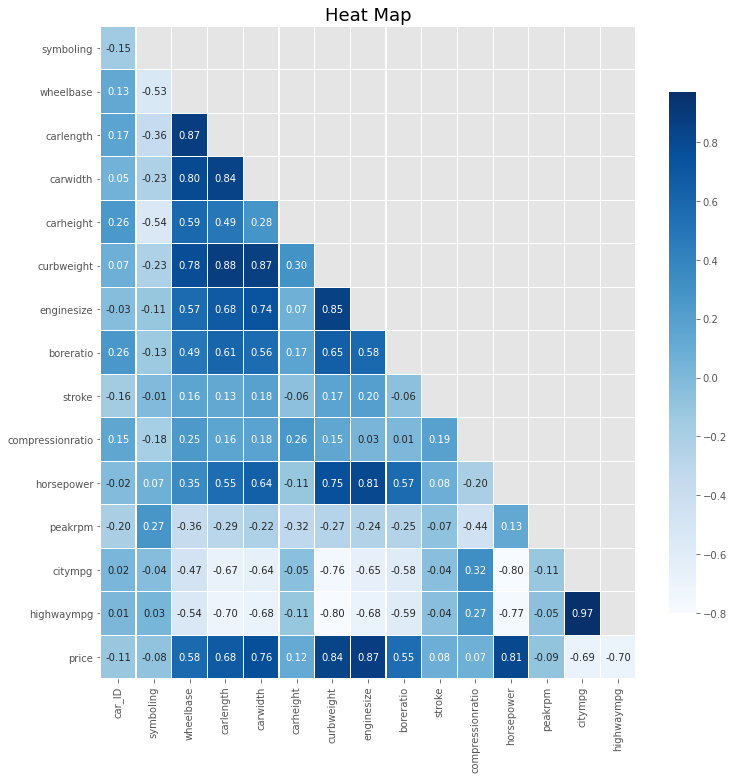 Heat Map
symboling -0.15
wheelbase 0.13 -0.53
carlength 0.17 -0.36 0.87
carwidth 0.05 -0.23 0.80 0.84
carheight 0.26 -0.54 0.59 0.49 0.28
curbweight 0.07 -0.23 0.78 0.88 0.87 0.30
enginesize -0.03 -0.11 0.57 0.68 0.74 0.07 0.85
boreratio 0.26 -0.13 0.49 0.61 0.56 0.17 0.65 0.58
stroke -0.16 -0.01 0.16 0.13 0.18 -0.06 0.17 0.20 -0.06
compressionratio 0.15 -0.18 0.25 0.16 0.18 0.26 0.15 0.03 0.01 0.19
horsepower -0.02 0.07 0.35 0.55 0.64 -0.11 0.75 0.81 0.57 0.08 -0.20
peakrpm -0.20 0.27 -0.36 -0.29 -0.22 -0.32 -0.27 -0.24 -0.25 -0.07 -0.44 0.13
citympg 0.02 -0.04 -0.47 -0.67 -0.64 -0.05 -0.76 -0.65 -0.58 -0.04 0.32 -0.80 -0.11
highwaympg 0.01 0.03 -0.54 -0.70 -0.68 -0.11 -0.80 -0.68 -0.59 -0.04 0.27 -0.77 -0.05 0.97
price -0.11 -0.08 0.58 0.68 0.76 0.12 0.84 0.87 0.55 0.08 0.07 0.81 -0.09 -0.69 -0.70
car_ID
symboling
wheelbase
carlength
carwidth
carheight
curbweight
enginesize
boreratio
stroke
compressionratio
horsepower
peakrpm
citympg
highwaympg
0.8
0.6
0.4
0.2
0.0
−0.2
−0.4
−0.6
−0.8